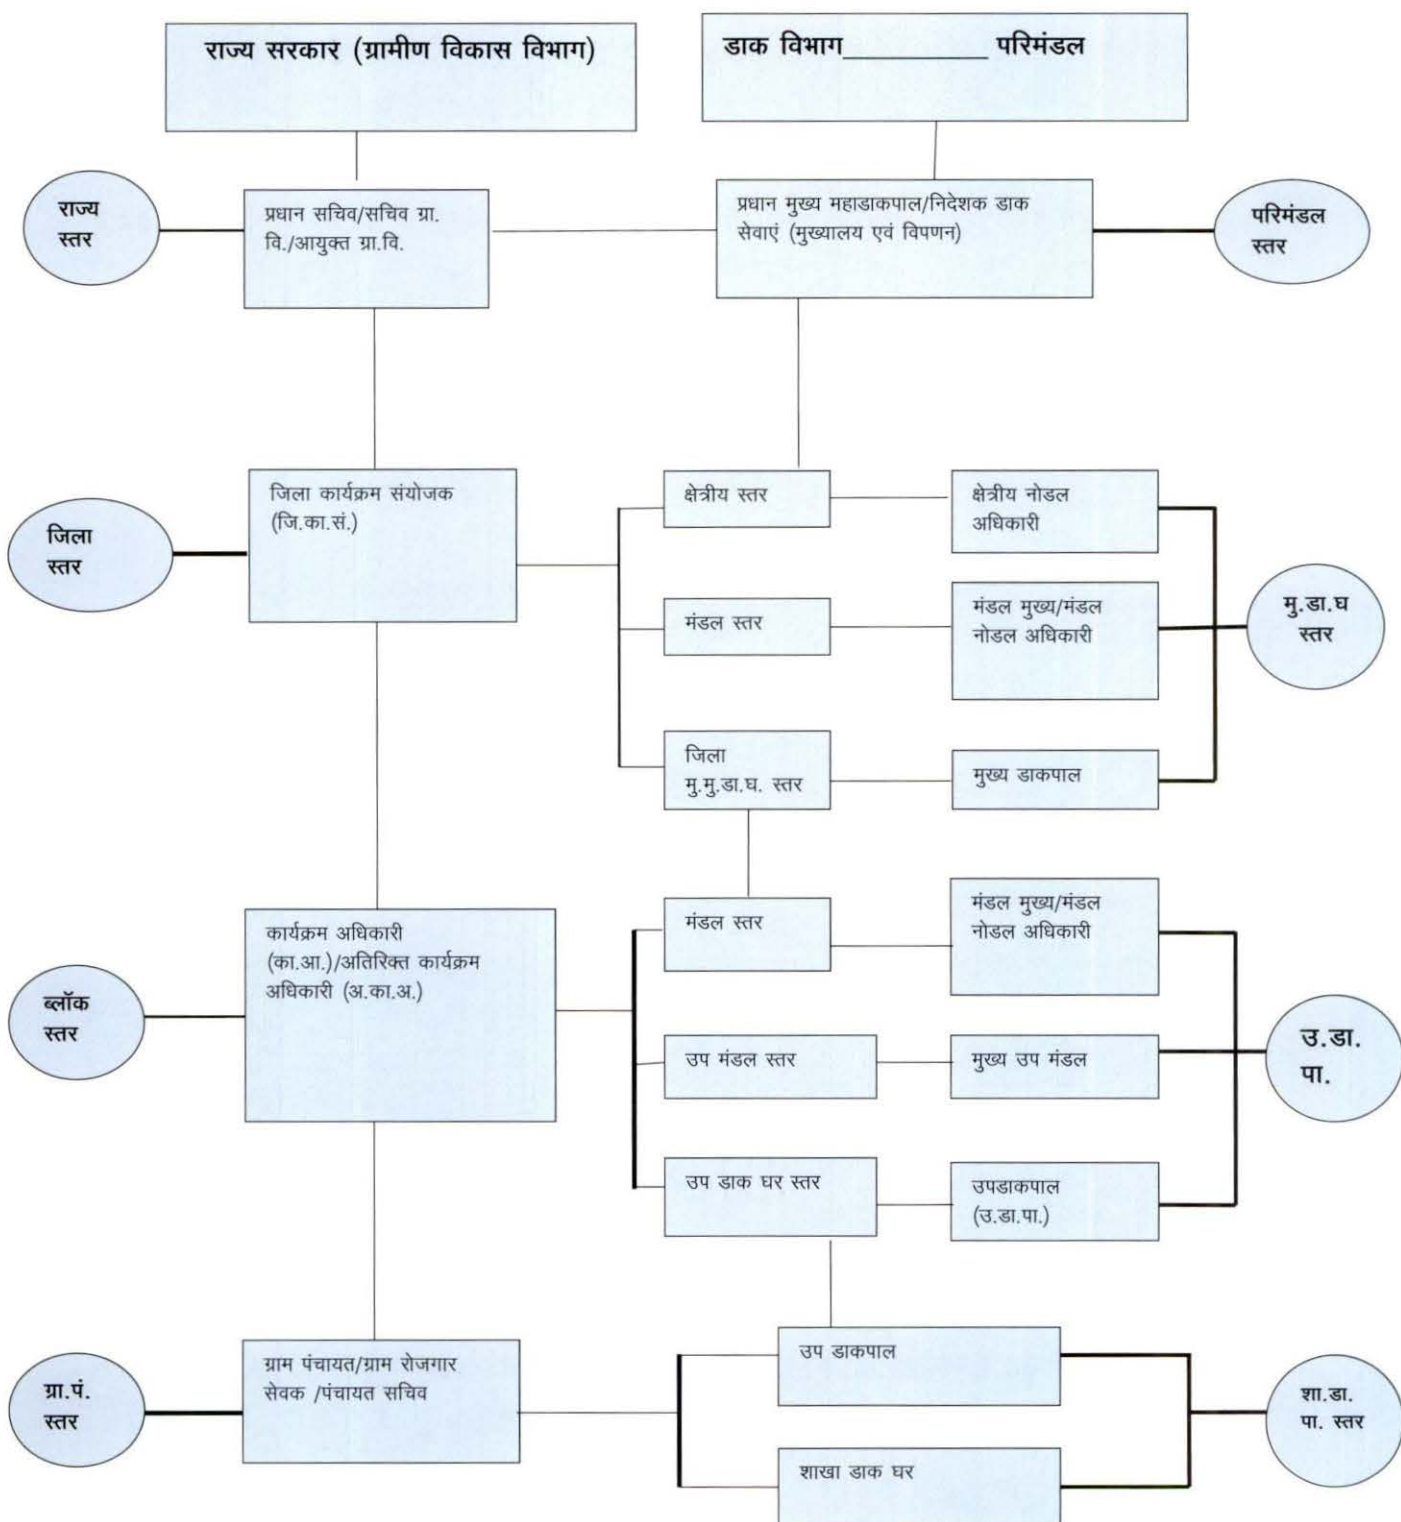 राज्य सरकार (ग्रामीण विकास विभाग)
डाक विभाग__________ परिमंडल
राज्य
स्तर
प्रधान सचिव/सचिव ग्रा.
वि./आयुक्त ग्रा.वि.
प्रधान मुख्य महाडाकपाल/निदेशक डाक
सेवाएं (मुख्यालय एवं विपणन)
परिमंडल
स्तर
जिला
स्तर
जिला कार्यक्रम संयोजक
(जि.का.सं.)
क्षेत्रीय स्तर
क्षेत्रीय नोडल
अधिकारी
मंडल स्तर
मंडल मुख्य/मंडल
नोडल अधिकारी
मु.डा.घ
स्तर
जिला
मु.मु.डा.घ. स्तर
मुख्य डाकपाल
ब्लॉक
स्तर
कार्यक्रम अधिकारी
(का.आ.)/अतिरिक्त कार्यक्रम
अधिकारी (अ.का.अ.)
मंडल स्तर
मंडल मुख्य/मंडल
नोडल अधिकारी
उप मंडल स्तर
मुख्य उप मंडल
उ.डा.
पा.
उप डाक घर स्तर
उपडाकपाल
(उ.डा.पा.)
ग्रा.पं.
स्तर
ग्राम पंचायत/ग्राम रोजगार
सेवक /पंचायत सचिव
उप डाकपाल
शाखा डाक घर
शा.डा.
पा. स्तर